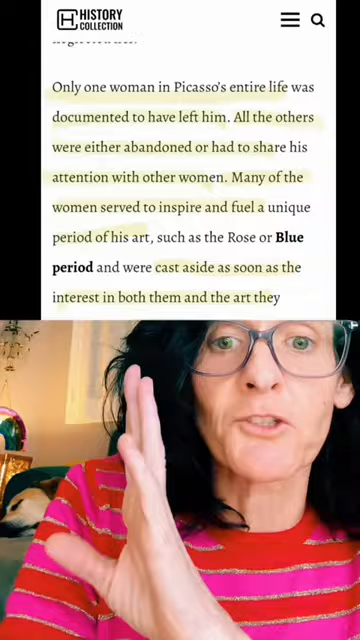 HISTORY
COLLECTION
neglected her.
Only one woman in Picasso's entire life was
documented to have left him. All the others
were either abandoned or had to share his
attention with other women. Many of the
women served to inspire and fuel a unique
period of his art, such as the Rose or Blue
period and were cast aside as soon as the
interest in both them and the art they